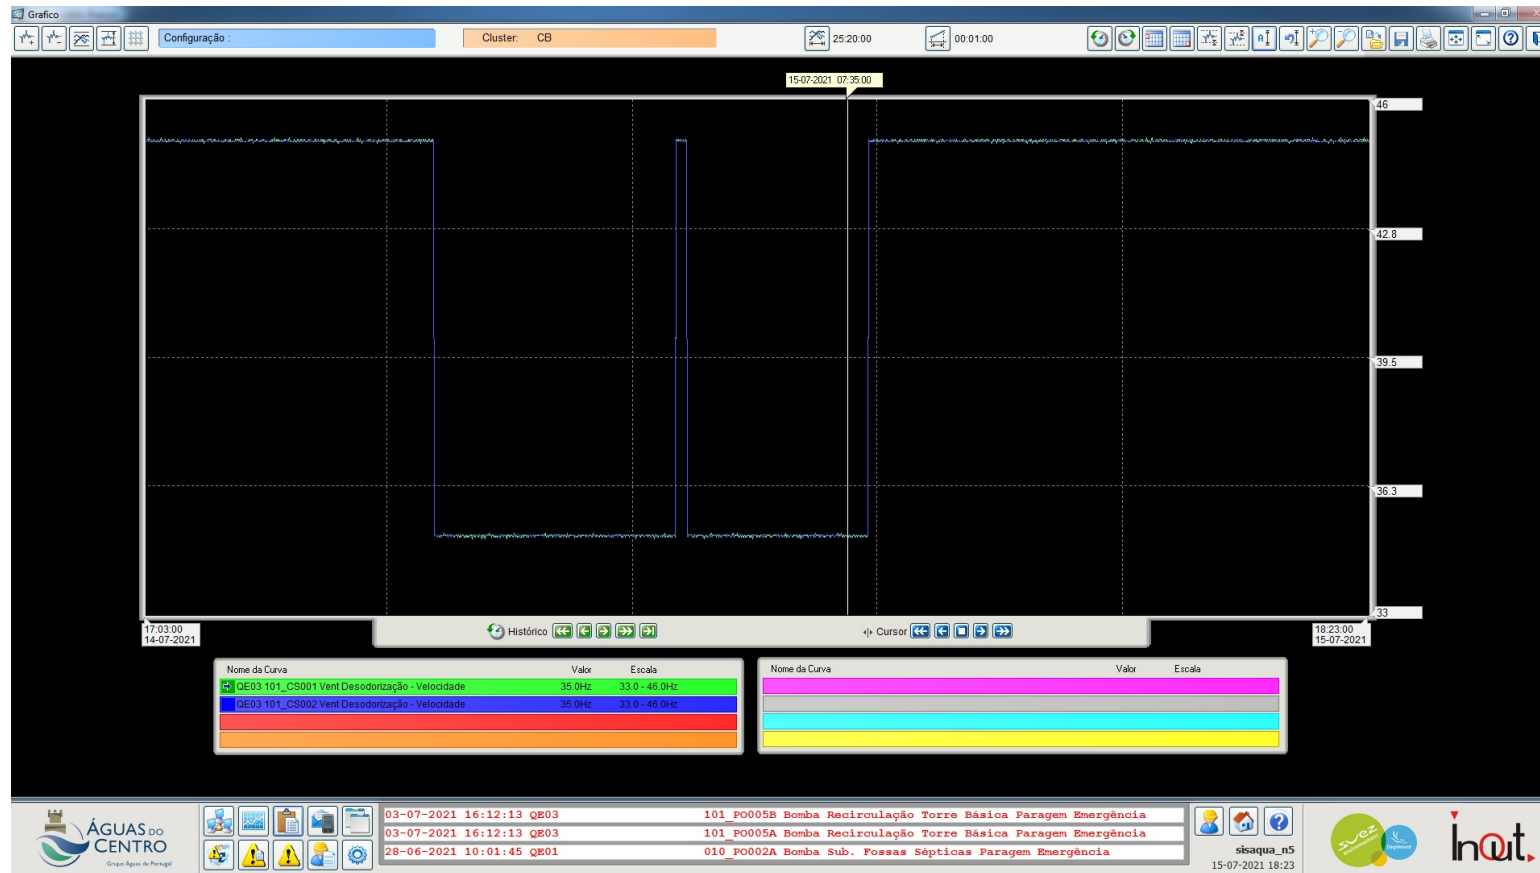 Grafico
Configuração :
Cluster: CB
25:20:00
00:01:00
15-07-2021 07:35:00
46
42.8
39.5
36.3
33
17:03:00
14-07-2021
Histórico
Cursor
18:23:00
15-07-2021
Nome da Curva Valor Escala
QE03 101_CS001 Vent Desodorização - Velocidade 35.0Hz 33.0 - 46.0Hz
QE03 101_CS002 Vent Desodorização - Velocidade 35.0Hz 33.0 - 46.0Hz
Nome da Curva Valor Escala
ÁGUAS DO
CENTRO
Grupo Águas de Portugal
03-07-2021 16:12:13 QE03 101_PO005B Bomba Recirculação Torre Básica Paragem Emergência
03-07-2021 16:12:13 QE03 101_PO005A Bomba Recirculação Torre Básica Paragem Emergência
28-06-2021 10:01:45 QE01 010_PO002A Bomba Sub. Fossas Sépticas Paragem Emergência
sisaqua_n5
15-07-2021 18:23
suez
Degrémont
inout.